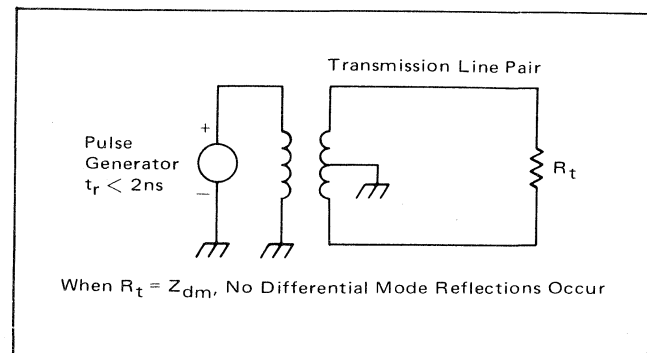 Transmission Line Pair
+
Pulse
Generator
t_r < 2ns
—
R_t
When R_t = Z_dm, No Differential Mode Reflections Occur